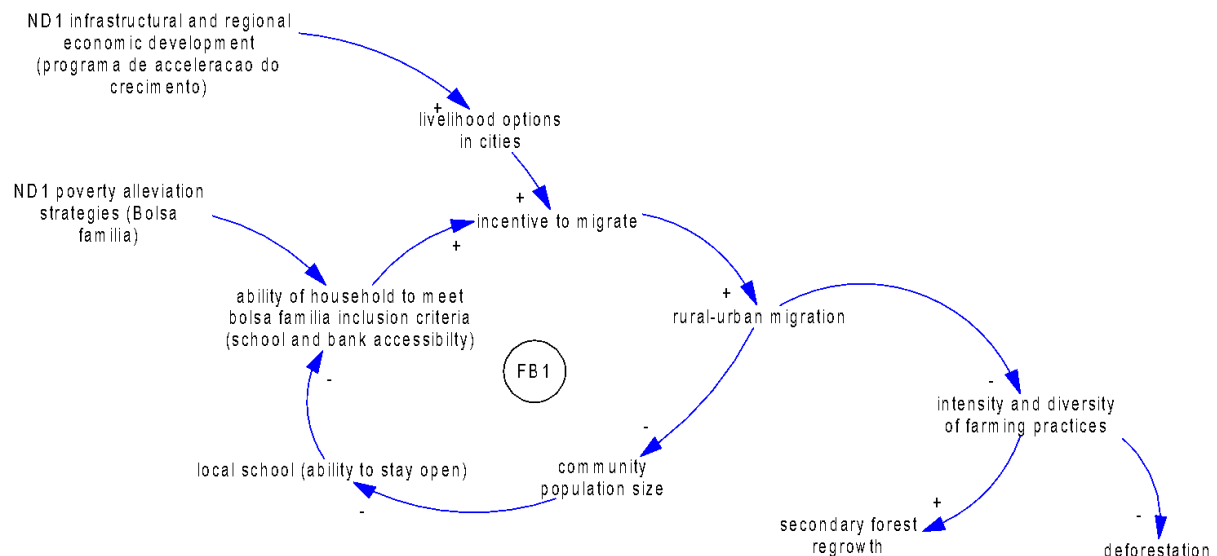 ND1 infrastructural and regional
economic development
(programa de acceleracao do
crecimento)
+
livelihood options
in cities
ND1 poverty alleviation
strategies (Bolsa
familia)
+
incentive to migrate
+
ability of household to meet
bolsa familia inclusion criteria
(school and bank accessibilty)
+
rural-urban migration
FB1
-
-
intensity and diversity
of farming practices
-
local school (ability to stay open)
community
population size
-
+
secondary forest
regrowth
-
deforestation